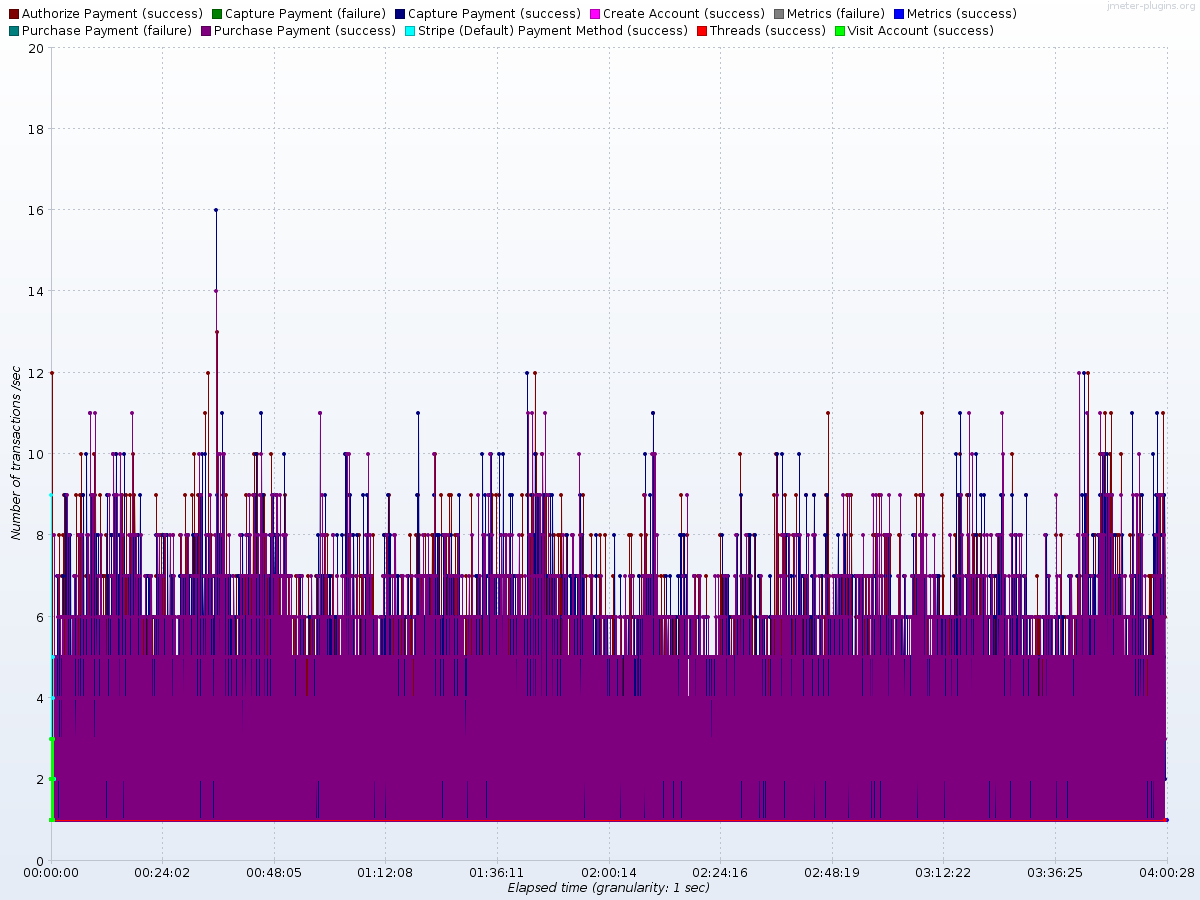 jmeter-plugins.org
Authorize Payment (success) Capture Payment (failure) Capture Payment (success) Create Account (success) Metrics (failure) Metrics (success)
Purchase Payment (failure) Purchase Payment (success) Stripe (Default) Payment Method (success) Threads (success) Visit Account (success)
20
18
16
14
12
10
8
6
4
2
0
Number of transactions /sec
00:00:00 00:24:02 00:48:05 01:12:08 01:36:11 02:00:14 02:24:16 02:48:19 03:12:22 03:36:25 04:00:28
Elapsed time (granularity: 1 sec)